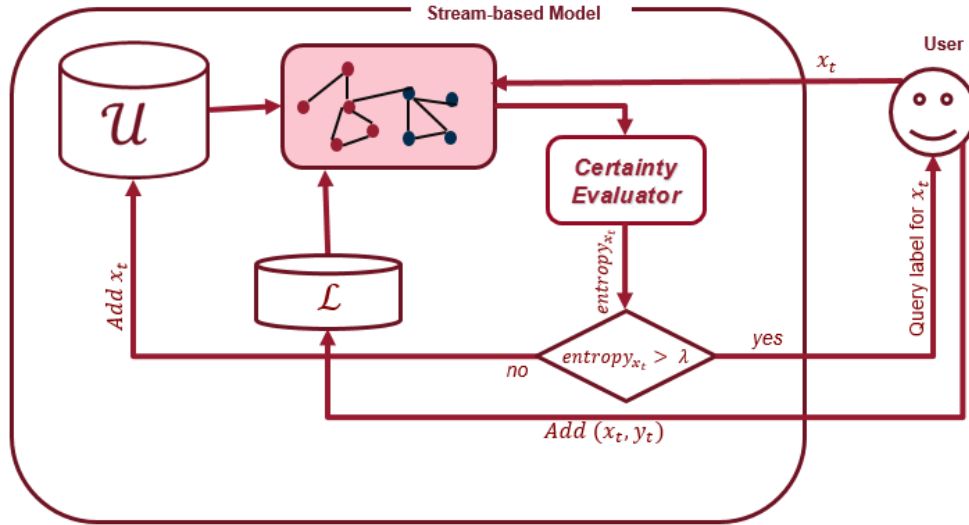 Stream-based Model
User
x_t
𝒰
Certainty
Evaluator
Add x_t
entropy_{x_t}
Query label for x_t
ℒ
entropy_{x_t} > λ
yes
no
Add (x_t, y_t)